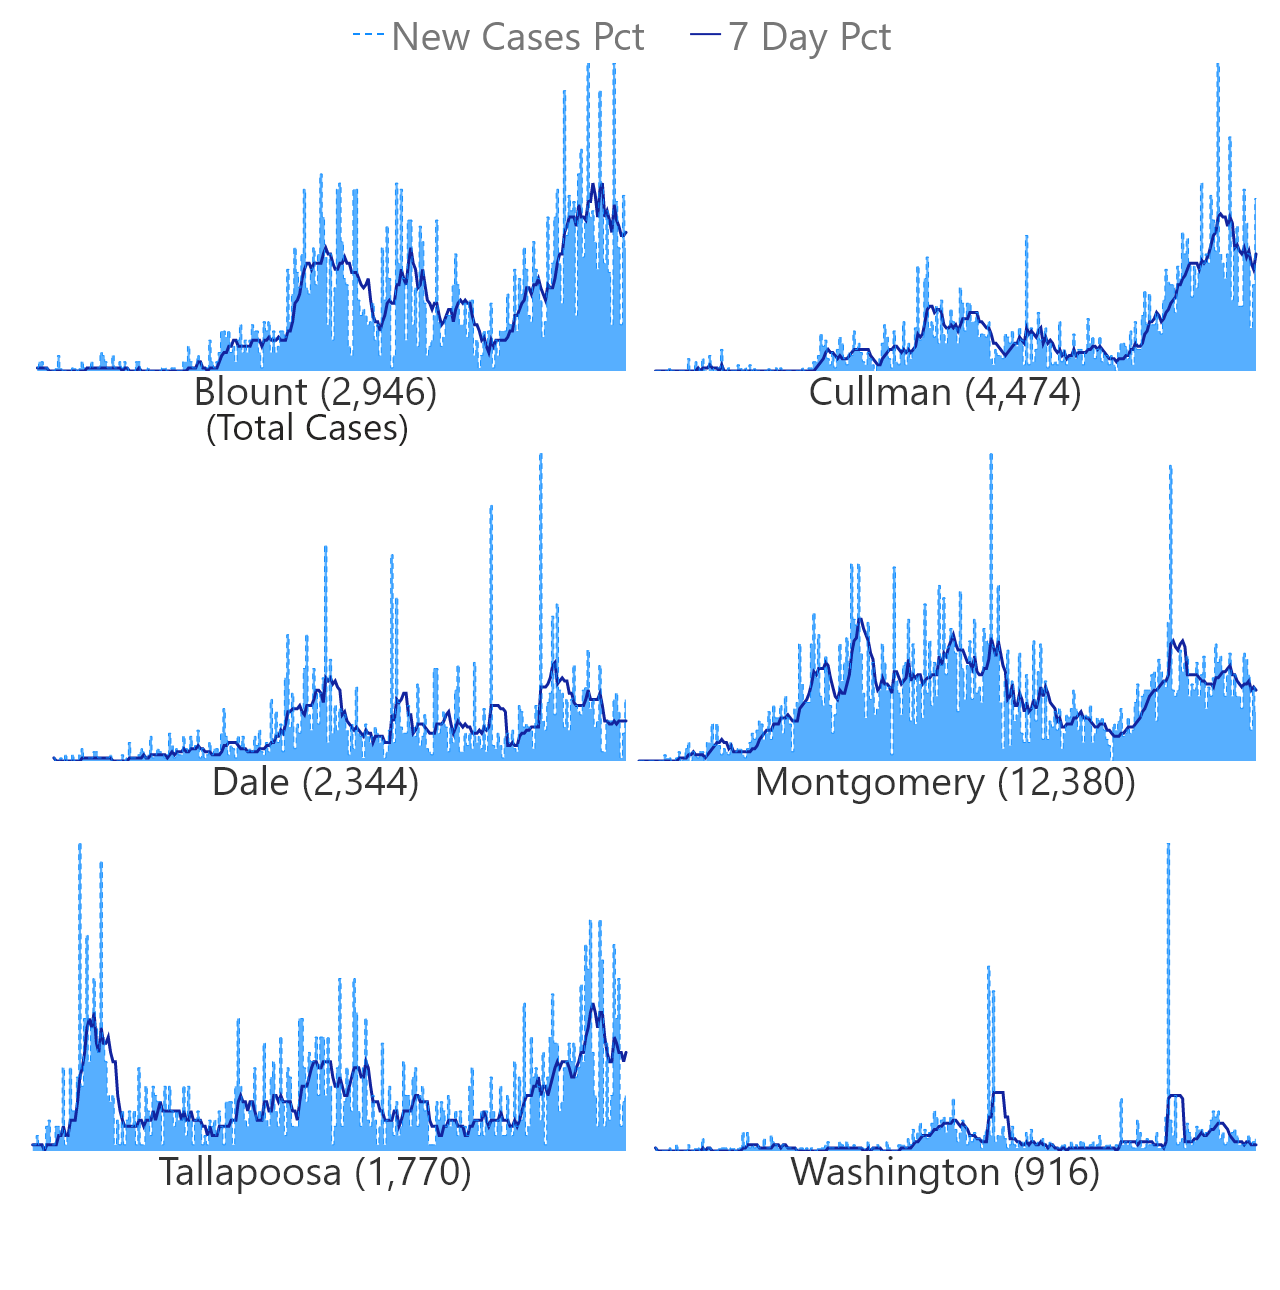 New Cases Pct 7 Day Pct
Blount (2,946) Cullman (4,474)
(Total Cases)
Dale (2,344) Montgomery (12,380)
Tallapoosa (1,770) Washington (916)